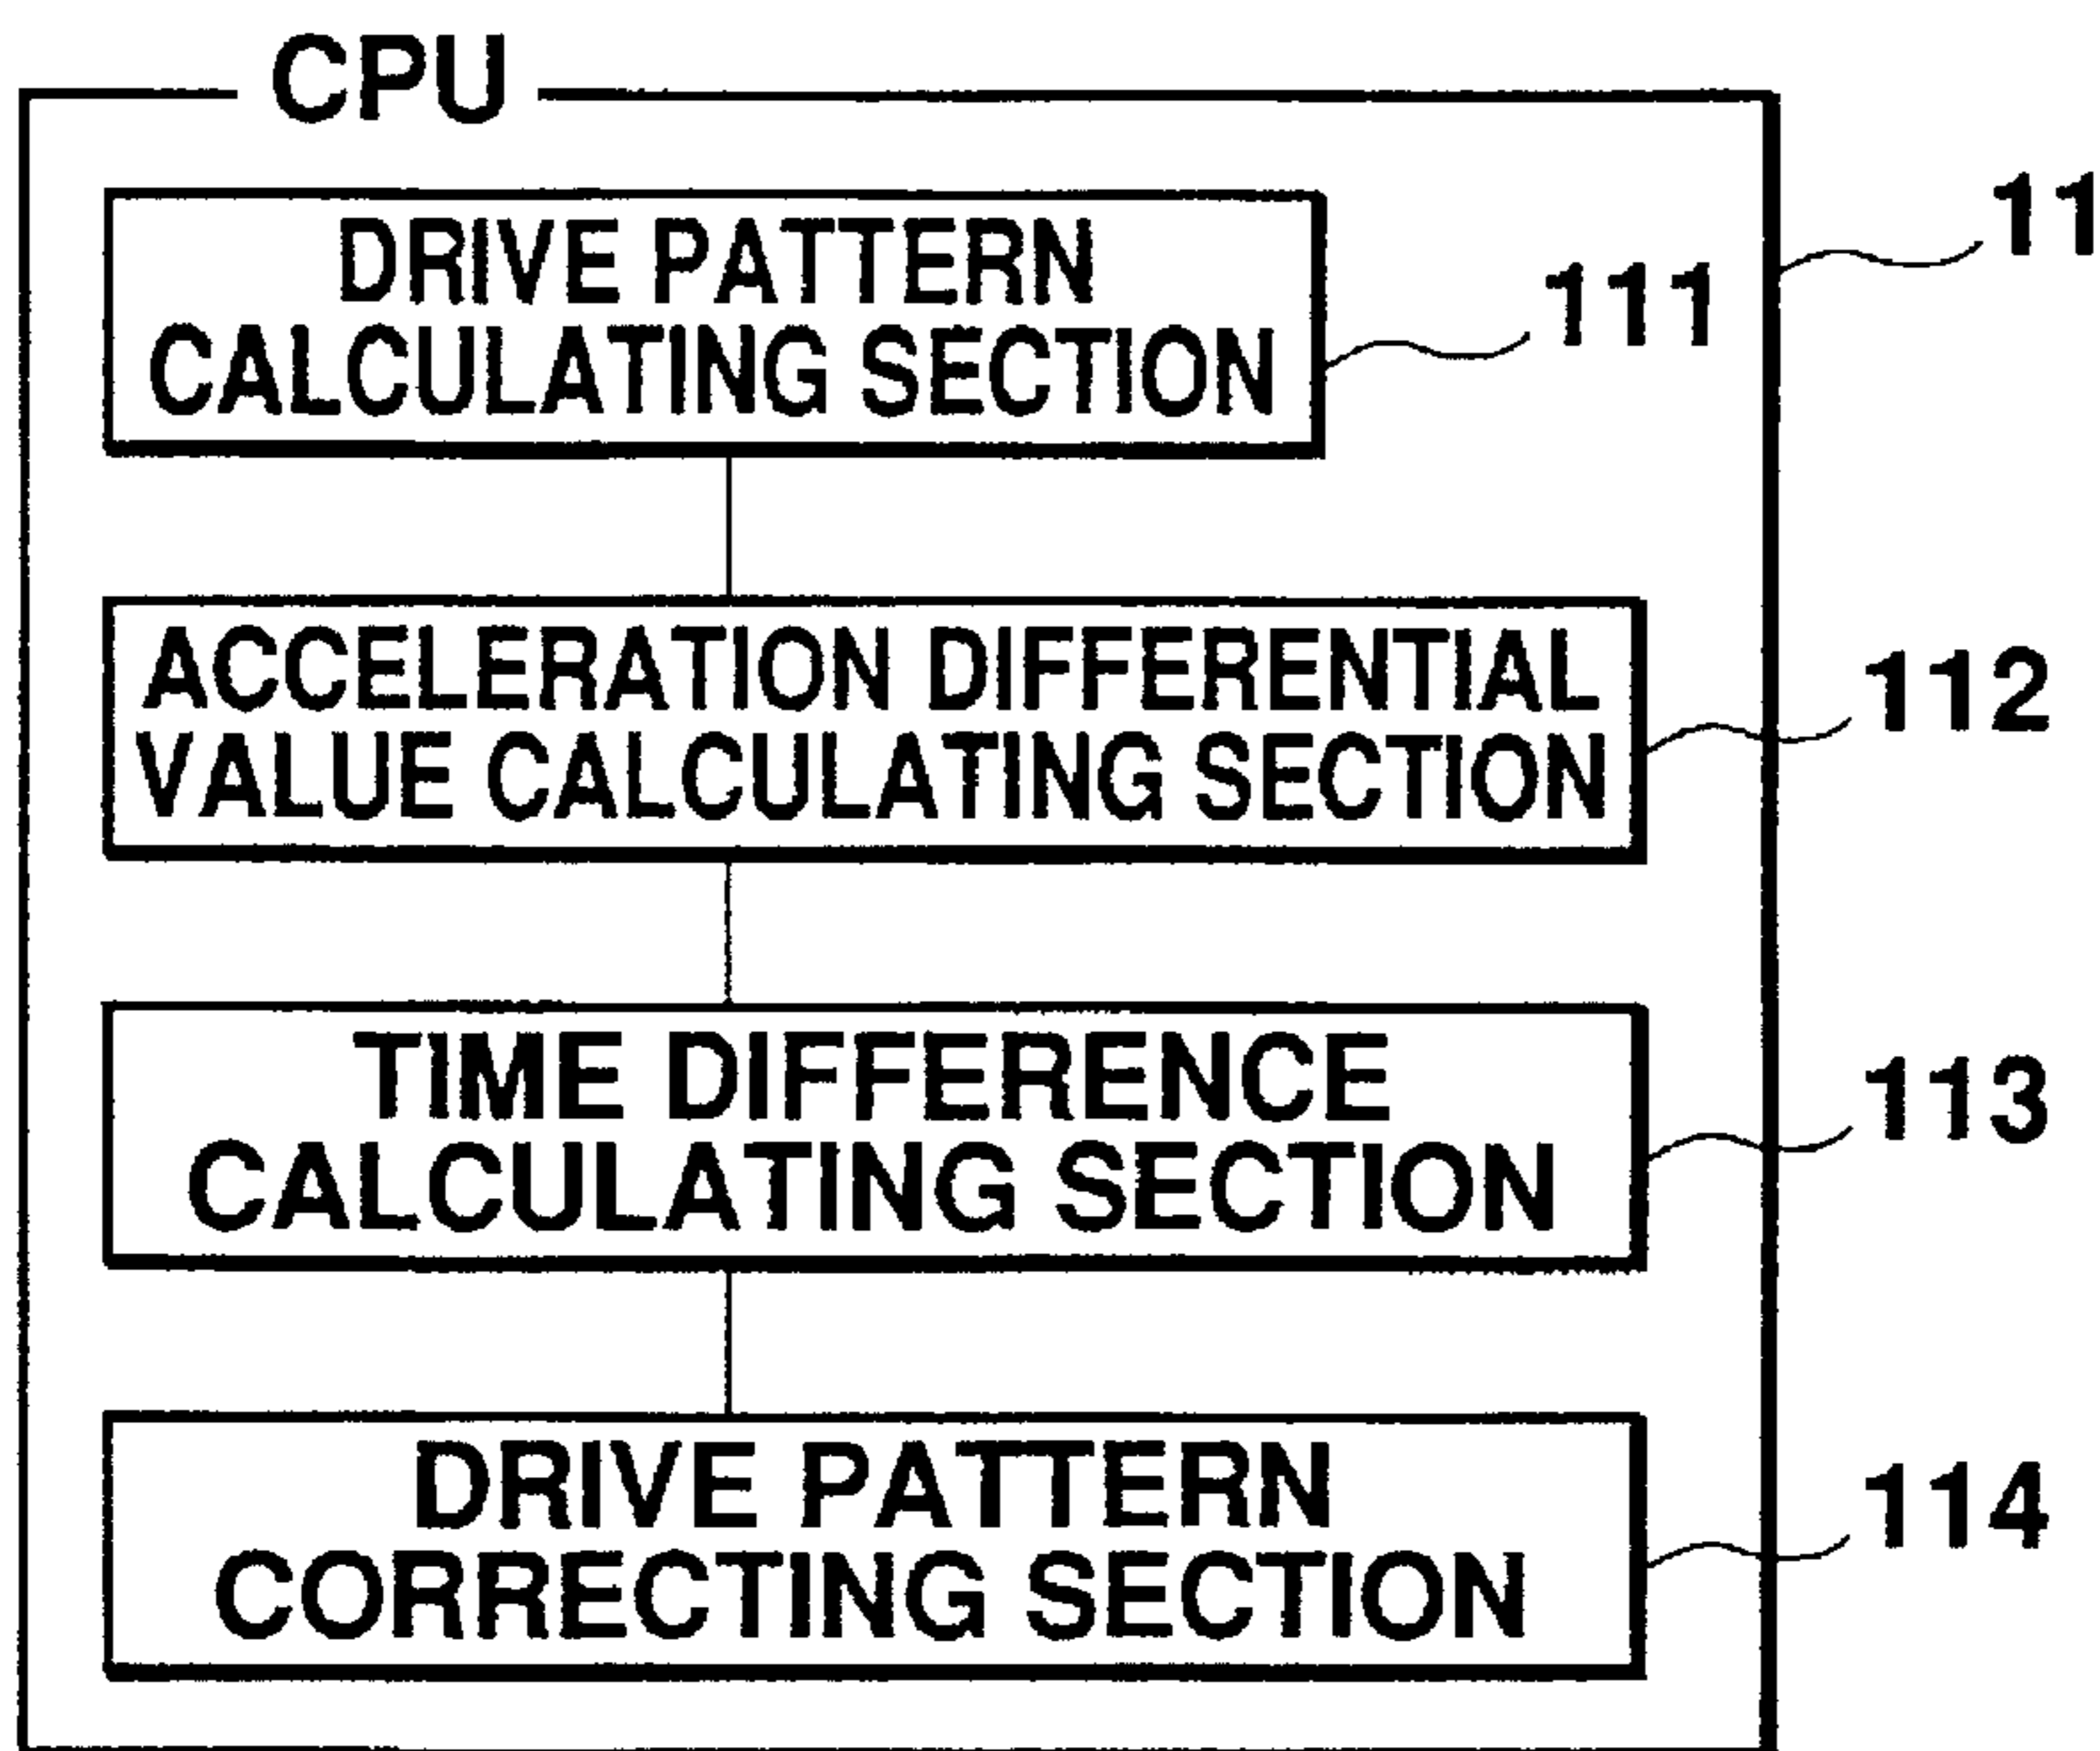 CPU
11
DRIVE PATTERN
CALCULATING SECTION
111
ACCELERATION DIFFERENTIAL
VALUE CALCULATING SECTION
112
TIME DIFFERENCE
CALCULATING SECTION
113
DRIVE PATTERN
CORRECTING SECTION
114